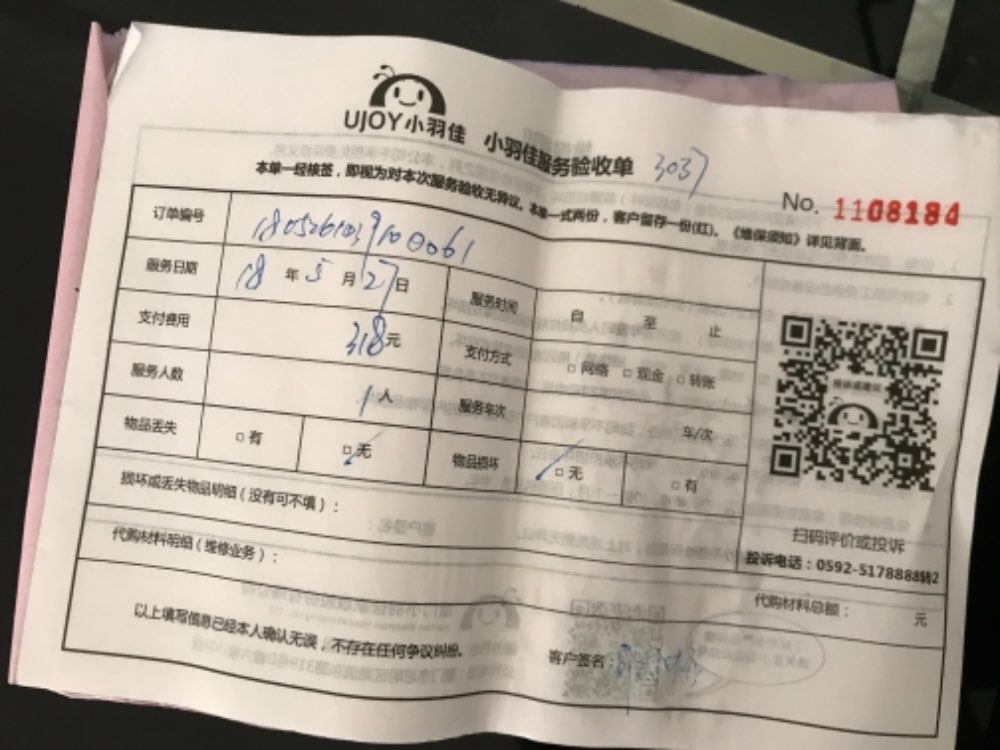 UJOY小羽佳 小羽佳服务验收单 3037
No. 1108184
本单一经核签，即视为对本次服务验收无异议。本单一式两份，客户留存一份(红)。《维保须知》详见背面。
订单编号 1805261039100061
服务日期 18 年 5 月 27 日 服务时间 自 至 止
支付费用 318元 支付方式 □网络 □现金 □转账
服务人数 1人 服务车次 车/次
物品丢失 □有 □无 物品损坏 □无 □有
扫码评价或投诉
投诉电话：0592-5178888转2
损坏或丢失物品明细（没有可不填）：
代购材料明细（维修业务）： 代购材料总额： 元
以上填写信息已经本人确认无误，不存在任何争议纠纷。 客户签名：